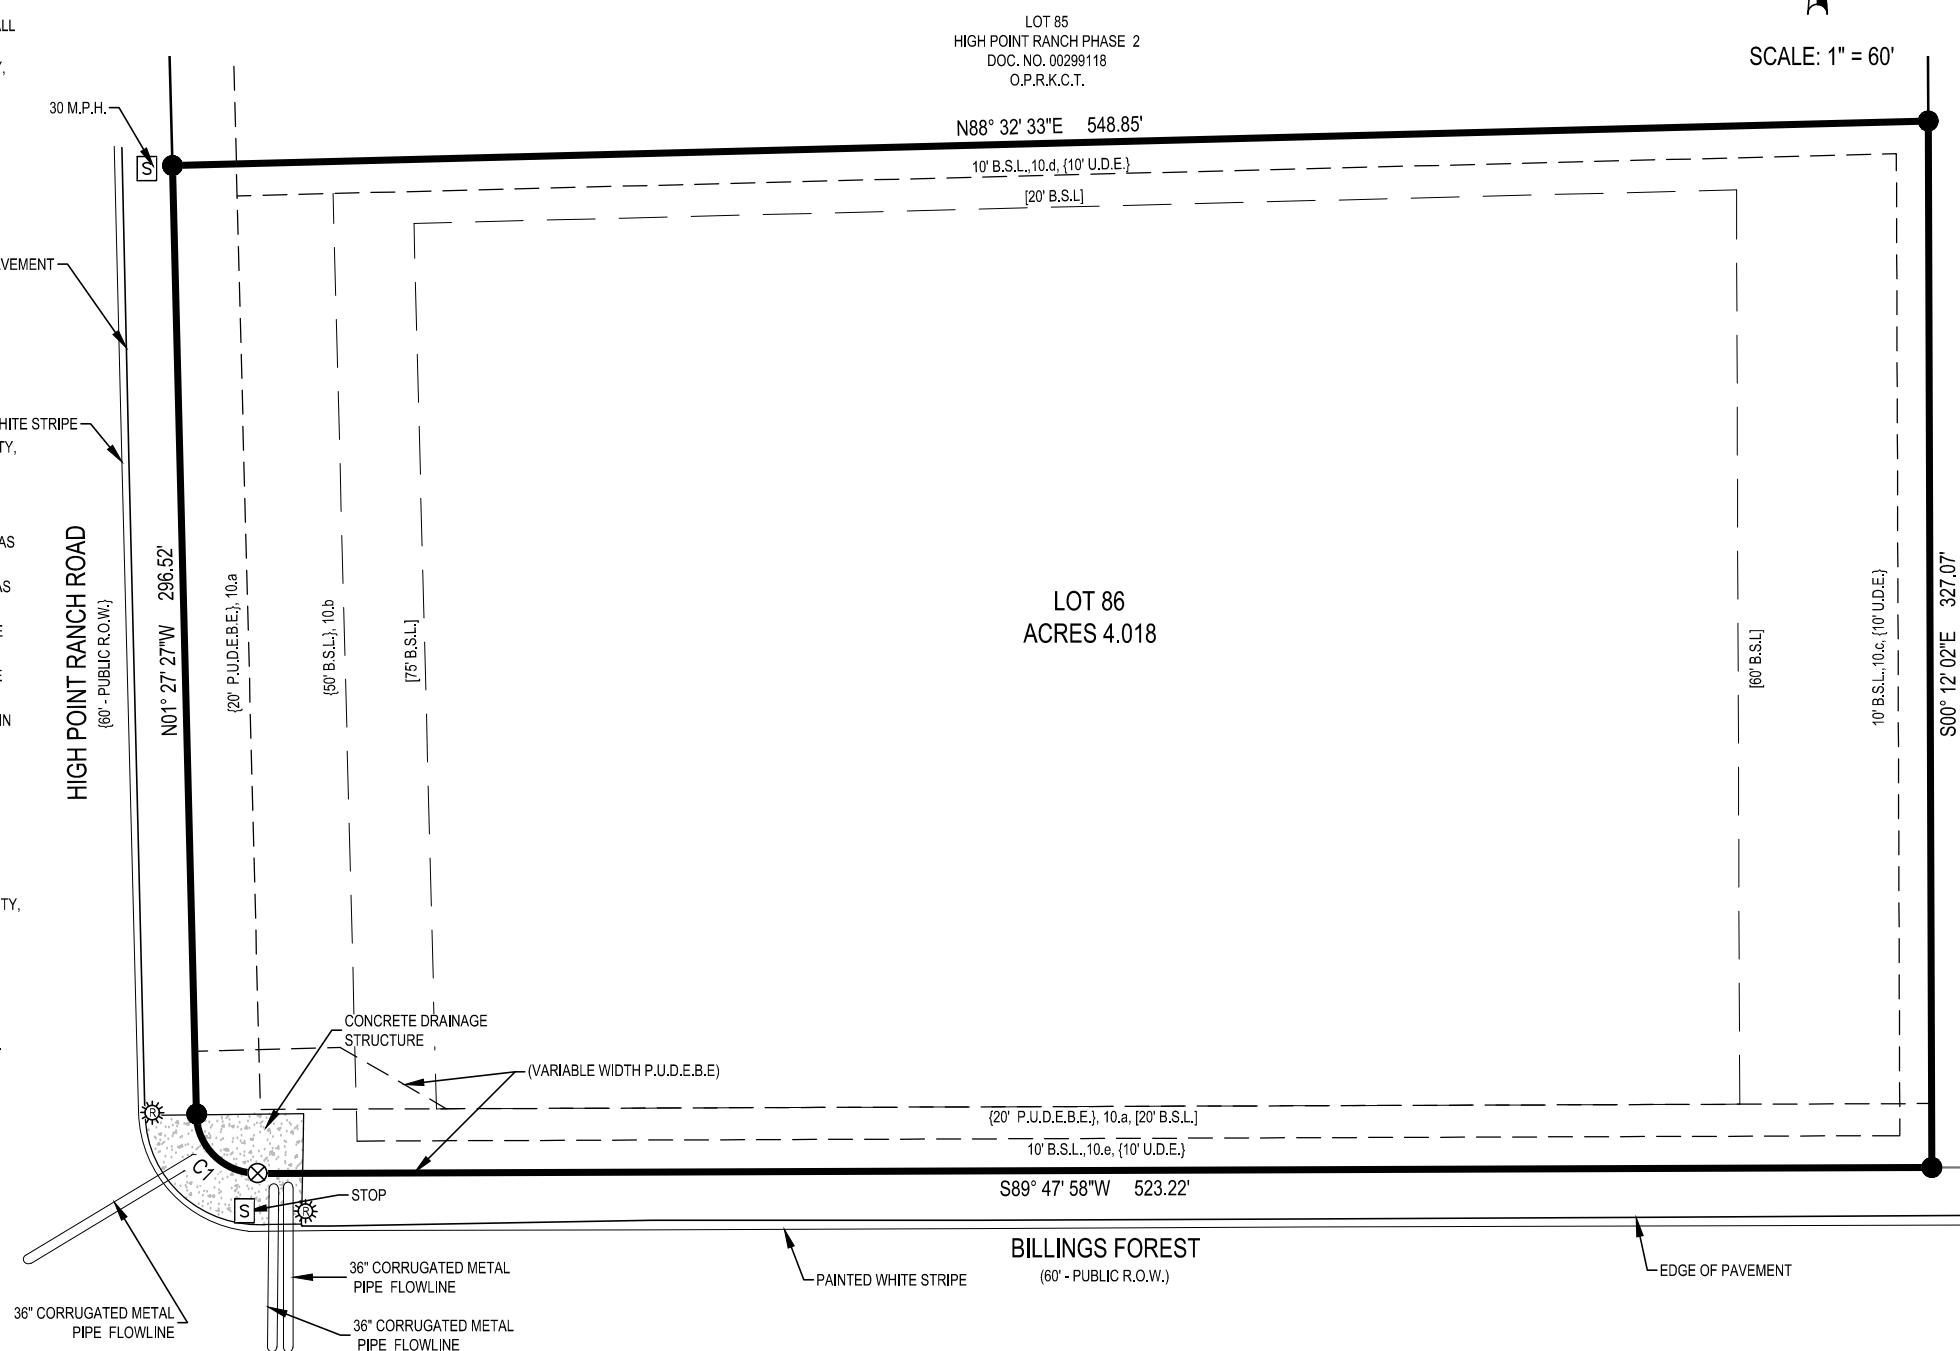 ALL
LOT 85
HIGH POINT RANCH PHASE 2
DOC. NO. 00299118
O.P.R.K.C.T.
SCALE: 1" = 60'
30 M.P.H.
S
N88° 32' 33"E 548.85'
10' B.S.L.,10.d, {10' U.D.E.}
[20' B.S.L]
HIGH POINT RANCH ROAD
{60' - PUBLIC R.O.W.}
N01° 27' 27"W 296.52'
{20' P.U.D.E.B.E.}, 10.a
{50' B.S.L.}, 10.b
[75' B.S.L.]
LOT 86
ACRES 4.018
[60' B.S.L]
10' B.S.L.,10.c, {10' U.D.E.}
S00° 12' 02"E 327.07'
CONCRETE DRAINAGE
STRUCTURE
(VARIABLE WIDTH P.U.D.E.B.E)
{20' P.U.D.E.B.E.}, 10.a, [20' B.S.L.]
10' B.S.L.,10.e, {10' U.D.E.}
S89° 47' 58"W 523.22'
R
C1
S
STOP
R
BILLINGS FOREST
(60' - PUBLIC R.O.W.)
PAINTED WHITE STRIPE
EDGE OF PAVEMENT
36" CORRUGATED METAL
PIPE FLOWLINE
36" CORRUGATED METAL
PIPE FLOWLINE
36" CORRUGATED METAL
PIPE FLOWLINE